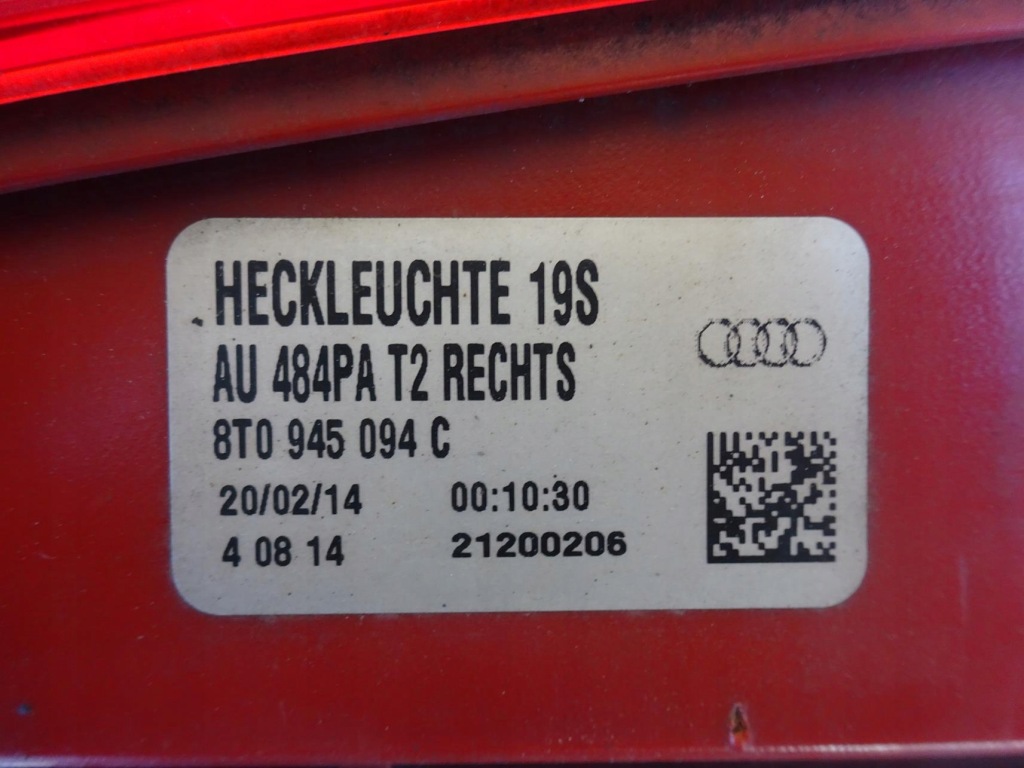 HECKLEUCHTE 19S
AU 484PA T2 RECHTS
8T0 945 094 C
20/02/14 00:10:30
4 08 14 21200206